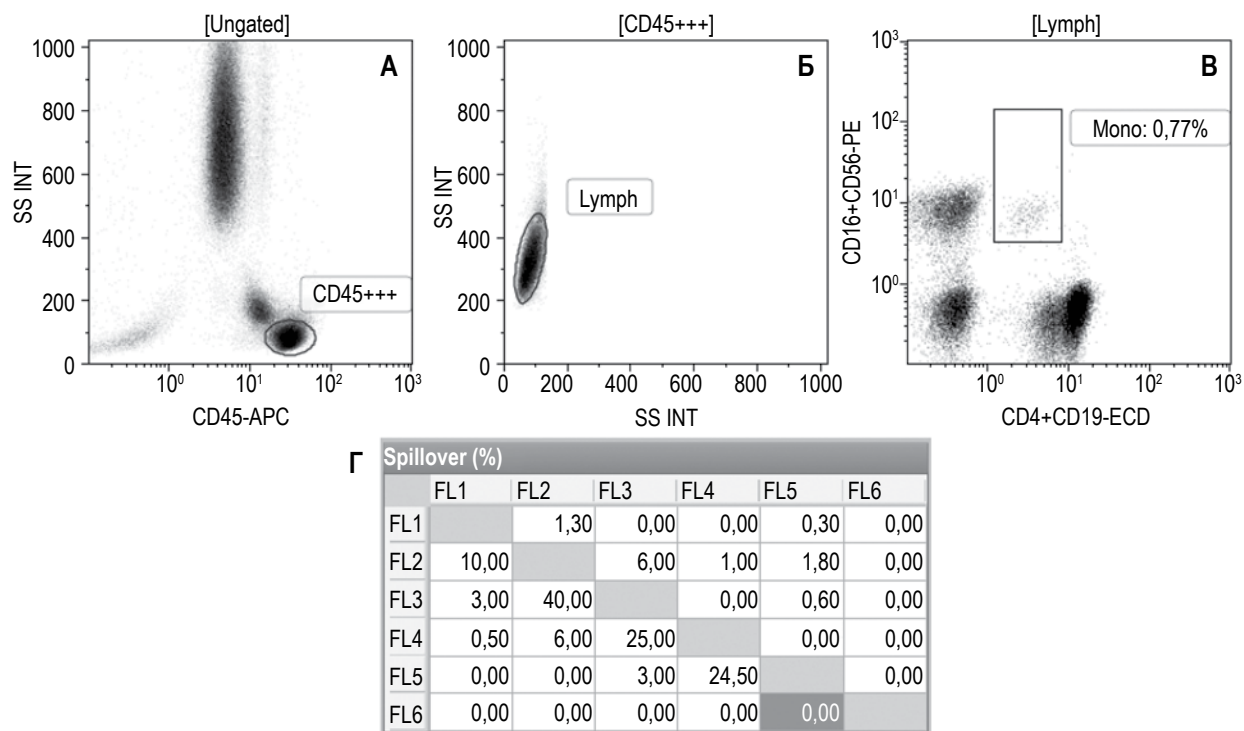 [Ungated]
А
SS INT
1000
800
600
400
200
0
CD45+++
10⁰ 10¹ 10² 10³
CD45-APC
[CD45+++]
Б
SS INT
1000
800
600
400
200
0
Lymph
0 200 400 600 800 1000
SS INT
[Lymph]
В
CD16+CD56-PE
10³
10²
10¹
10⁰
Mono: 0,77%
10⁰ 10¹ 10² 10³
CD4+CD19-ECD
Г
Spillover (%)
FL1 FL2 FL3 FL4 FL5 FL6
FL1 1,30 0,00 0,00 0,30 0,00
FL2 10,00 6,00 1,00 1,80 0,00
FL3 3,00 40,00 0,00 0,60 0,00
FL4 0,50 6,00 25,00 0,00 0,00
FL5 0,00 0,00 3,00 24,50 0,00
FL6 0,00 0,00 0,00 0,00 0,00